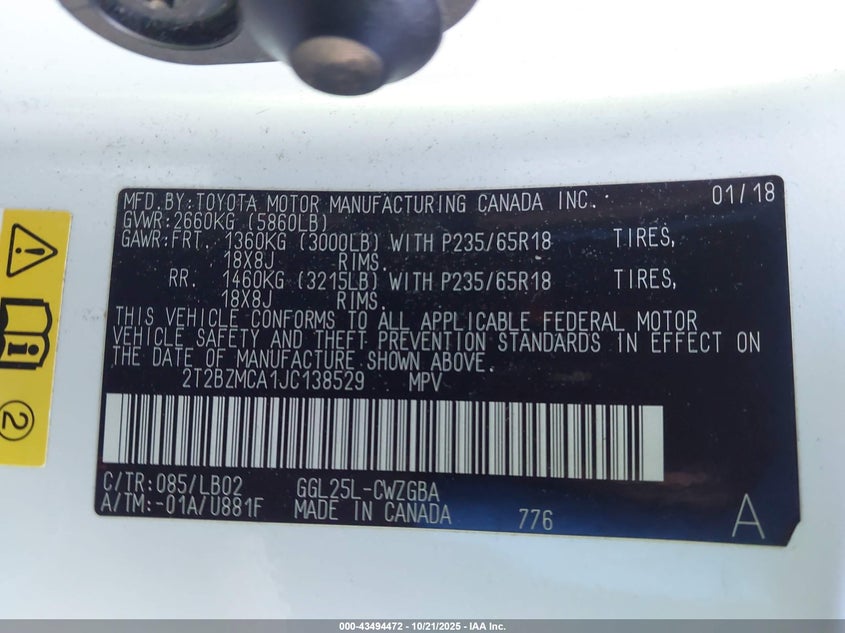 MFD.BY:TOYOTA MOTOR MANUFACTURING CANADA INC. 01/18
GVWR:2660KG (5860LB)
GAWR:FRT. 1360KG (3000LB) WITH P235/65R18 TIRES,
18X8J RIMS.
RR. 1460KG (3215LB) WITH P235/65R18 TIRES,
18X8J RIMS.
THIS VEHICLE CONFORMS TO ALL APPLICABLE FEDERAL MOTOR
VEHICLE SAFETY AND THEFT PREVENTION STANDARDS IN EFFECT ON
THE DATE OF MANUFACTURE SHOWN ABOVE.
2T2BZMCA1JC138529 MPV
C/TR:085/LB02 GGL25L-CWZGBA
A/TM:-01A/U881F MADE IN CANADA 776 A
2
000-43494472 - 10/21/2025 - IAA Inc.